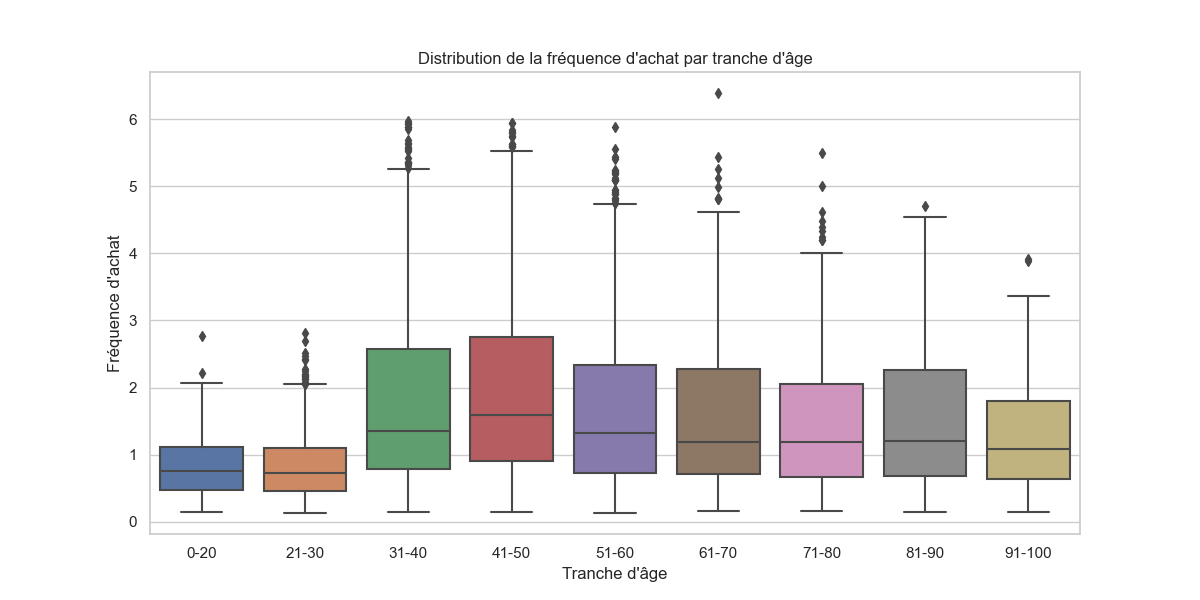 Distribution de la fréquence d'achat par tranche d'âge
Fréquence d'achat
6
5
4
3
2
1
0
0-20 21-30 31-40 41-50 51-60 61-70 71-80 81-90 91-100
Tranche d'âge